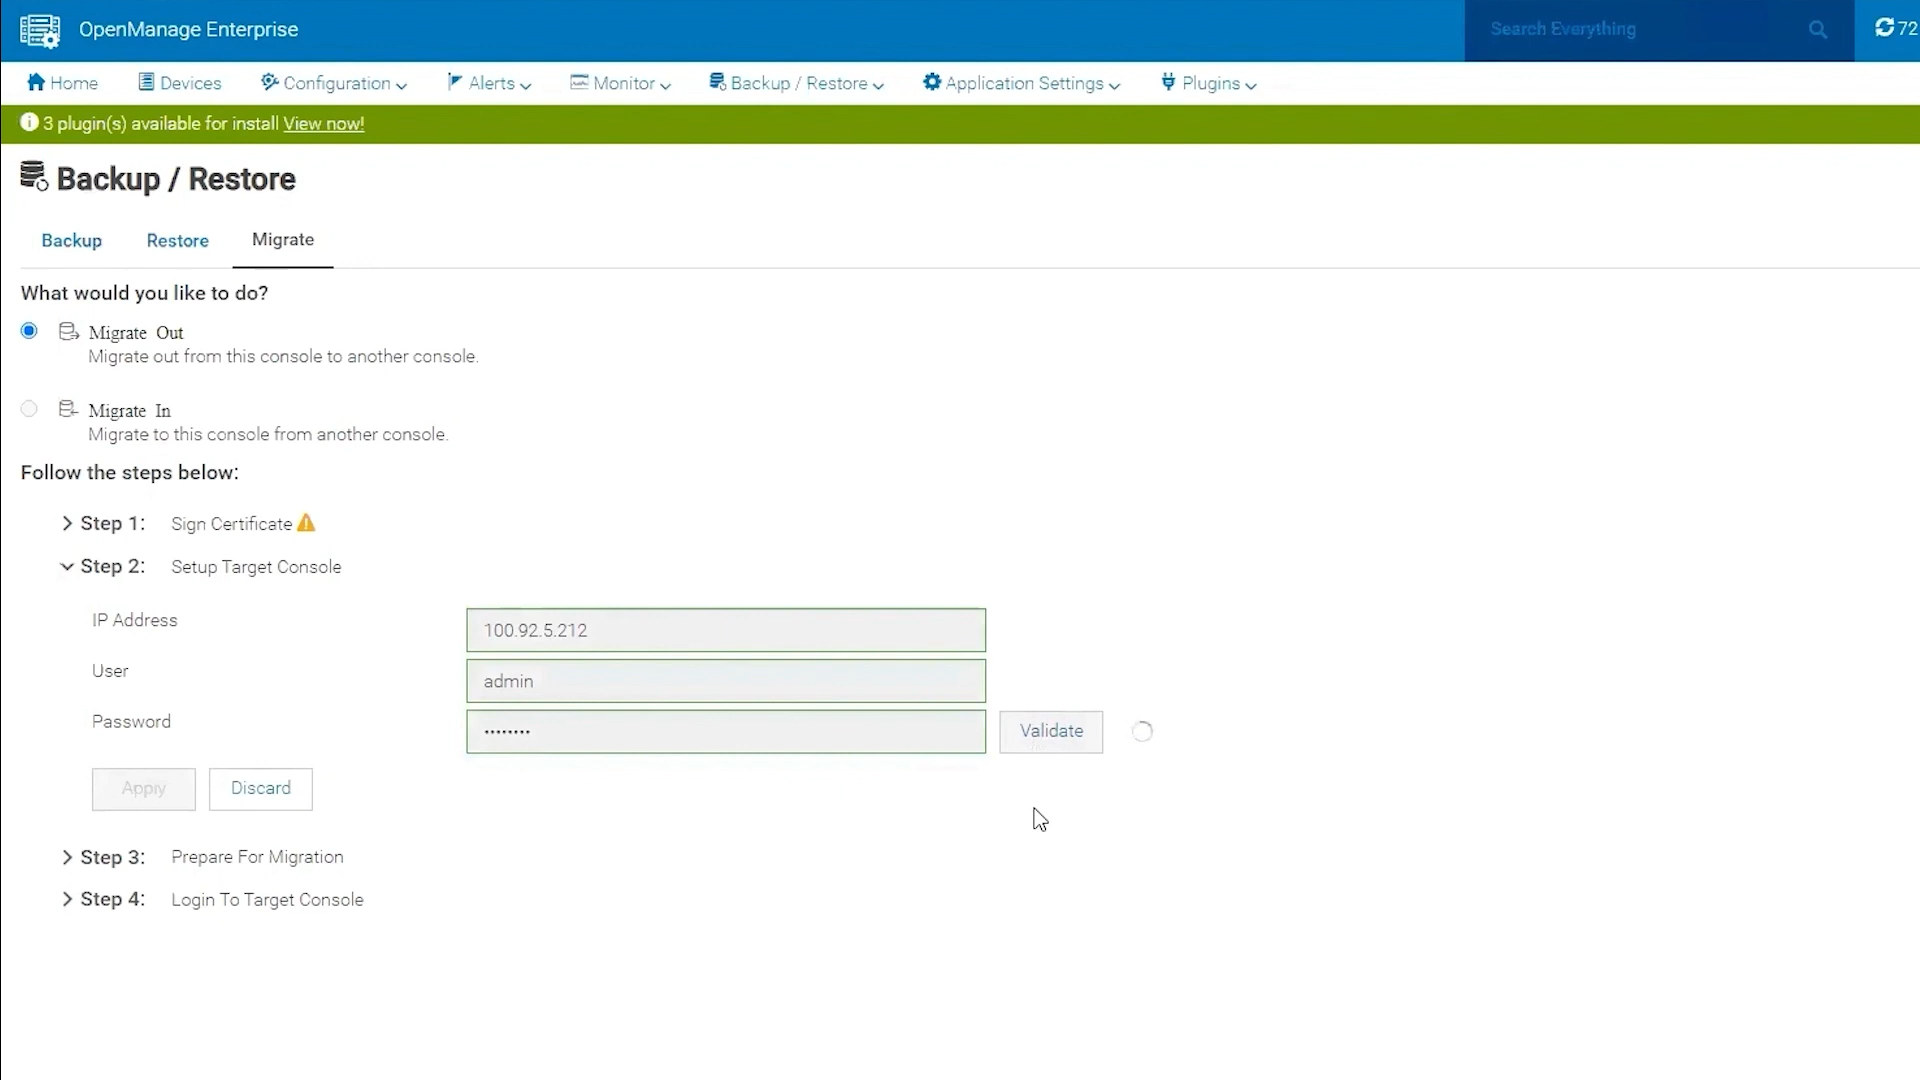 OpenManage Enterprise
Search Everything
72
Home
Devices
Configuration
Alerts
Monitor
Backup / Restore
Application Settings
Plugins
3 plugin(s) available for install View now!
Backup / Restore
Backup
Restore
Migrate
What would you like to do?
Migrate Out
Migrate out from this console to another console.
Migrate In
Migrate to this console from another console.
Follow the steps below:
Step 1: Sign Certificate
Step 2: Setup Target Console
IP Address
100.92.5.212
User
admin
Password
••••••••
Validate
Apply
Discard
Step 3: Prepare For Migration
Step 4: Login To Target Console